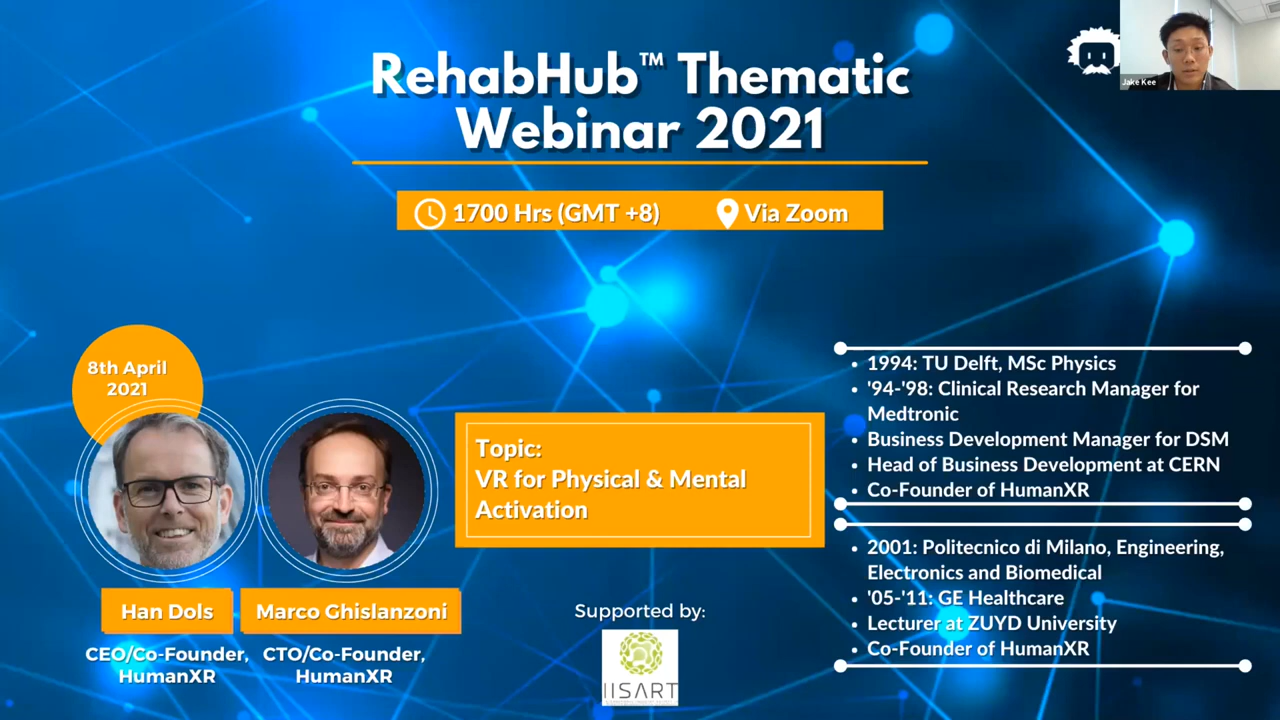 RehabHub™ Thematic
Webinar 2021
1700 Hrs (GMT +8)
Via Zoom
Jake Kee
8th April
2021
Han Dols
CEO/Co-Founder,
HumanXR
Marco Ghislanzoni
CTO/Co-Founder,
HumanXR
Topic:
VR for Physical & Mental
Activation
Supported by:
IISART
• 1994: TU Delft, MSc Physics
• '94-'98: Clinical Research Manager for
Medtronic
• Business Development Manager for DSM
• Head of Business Development at CERN
• Co-Founder of HumanXR
• 2001: Politecnico di Milano, Engineering,
Electronics and Biomedical
• '05-'11: GE Healthcare
• Lecturer at ZUYD University
• Co-Founder of HumanXR